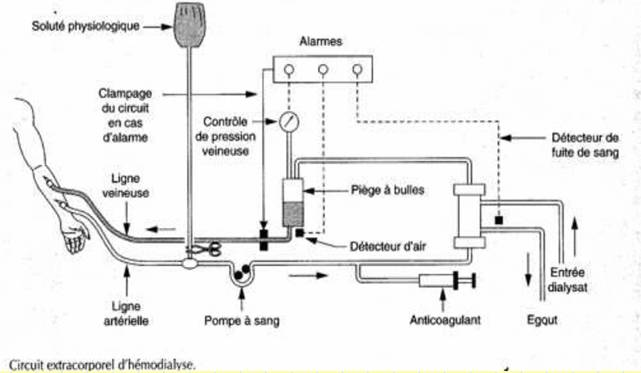 Soluté physiologique
Alarmes
Clampage
du circuit
en cas
d'alarme
Contrôle
de pression
veineuse
Détecteur de
fuite de sang
Ligne
veineuse
Piège à bulles
Détecteur d'air
Entrée
dialysat
Ligne
artérielle
Pompe à sang
Anticoagulant
Egout
Circuit extracorporel d'hémodialyse.